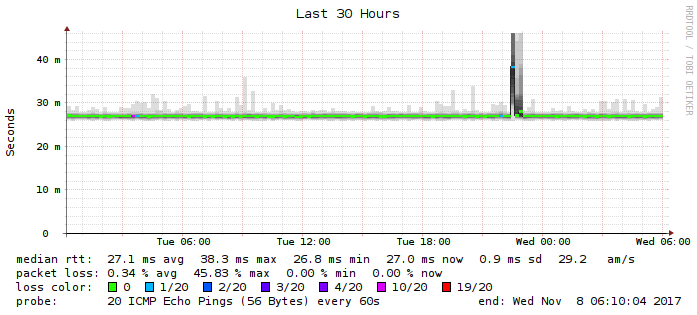 Last 30 Hours
RRDTOOL / TOBI OETIKER
Seconds
40 m
30 m
20 m
10 m
0
Tue 06:00 Tue 12:00 Tue 18:00 Wed 00:00 Wed 06:00
median rtt: 27.1 ms avg 38.3 ms max 26.8 ms min 27.0 ms now 0.9 ms sd 29.2 am/s
packet loss: 0.34 % avg 45.83 % max 0.00 % min 0.00 % now
loss color: 0 1/20 2/20 3/20 4/20 10/20 19/20
probe: 20 ICMP Echo Pings (56 Bytes) every 60s end: Wed Nov 8 06:10:04 2017